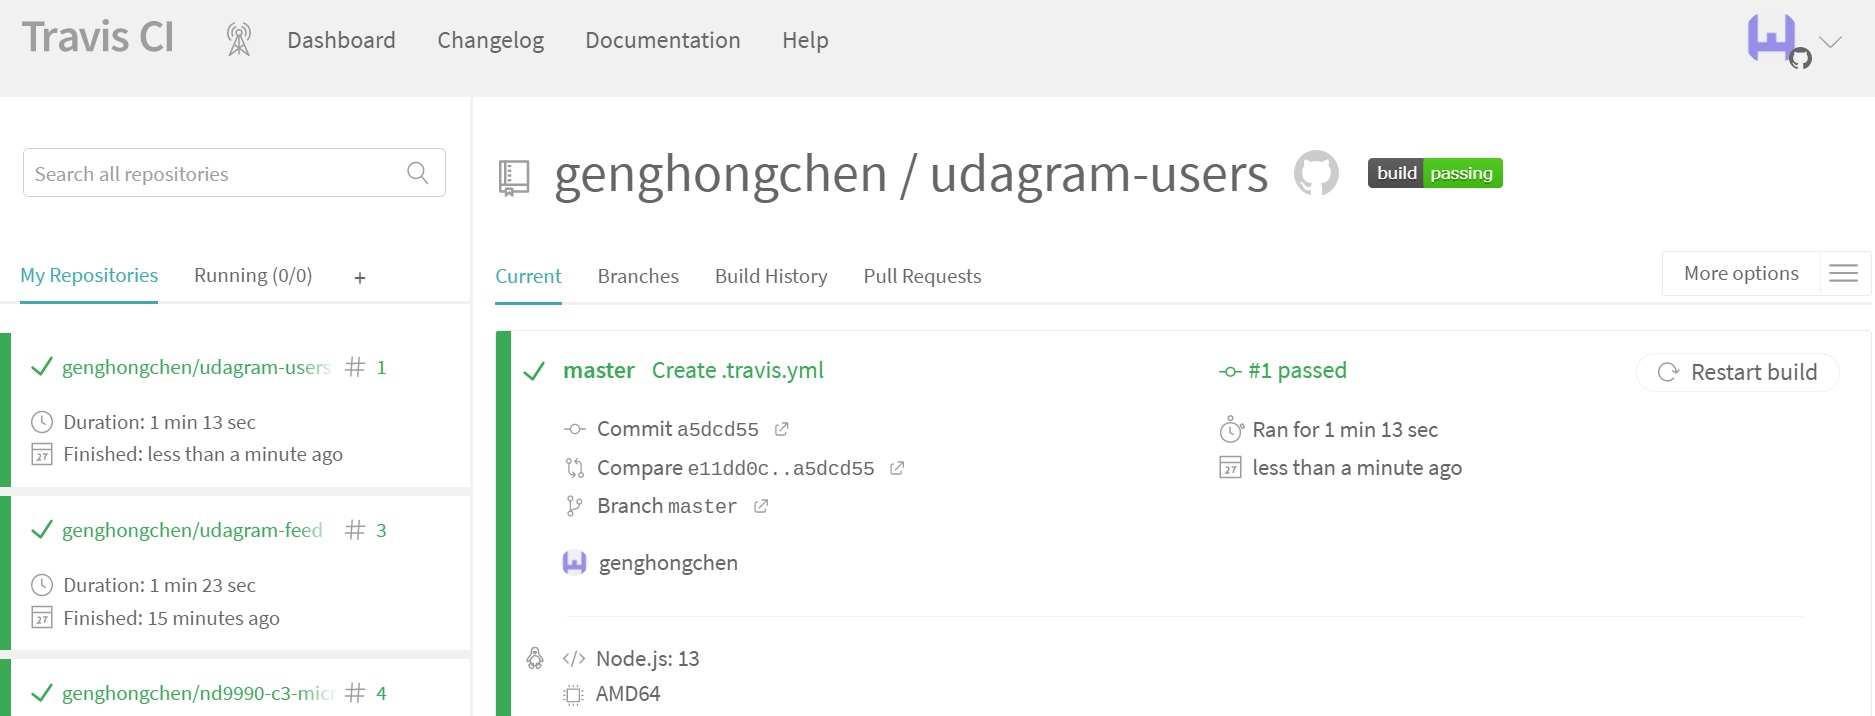 Travis CI
Dashboard
Changelog
Documentation
Help
Search all repositories
My Repositories
Running (0/0)
+
genghongchen/udagram-users # 1
Duration: 1 min 13 sec
27 Finished: less than a minute ago
genghongchen/udagram-feed # 3
Duration: 1 min 23 sec
27 Finished: 15 minutes ago
genghongchen/nd9990-c3-micr # 4
genghongchen / udagram-users
build passing
Current
Branches
Build History
Pull Requests
More options
master Create .travis.yml
Commit a5dcd55
Compare e11dd0c..a5dcd55
Branch master
genghongchen
#1 passed
Ran for 1 min 13 sec
27 less than a minute ago
Restart build
</> Node.js: 13
AMD64